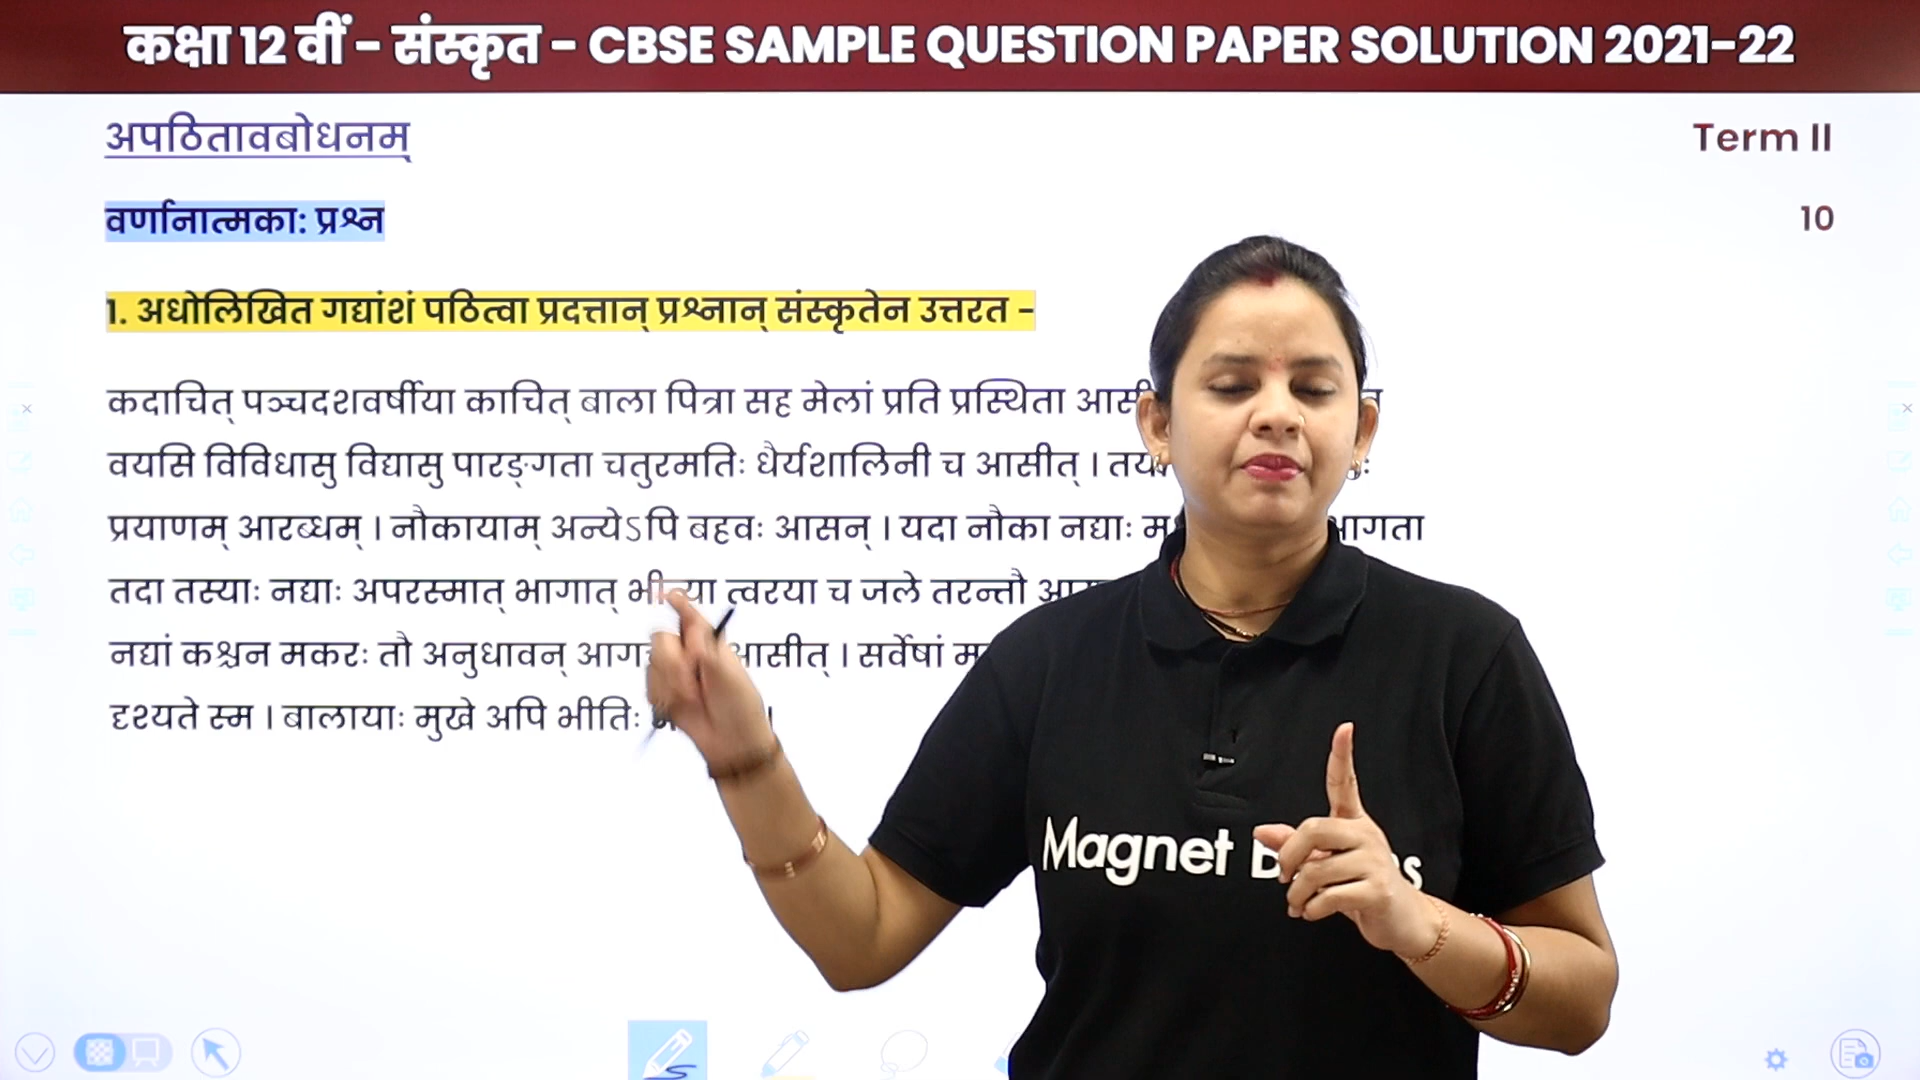 कक्षा 12 वीं - संस्कृत - CBSE SAMPLE QUESTION PAPER SOLUTION 2021-22
अपठितावबोधनम्
Term II
वर्णानात्मका: प्रश्न
10
1. अधोलिखित गद्यांशं पठित्वा प्रदत्तान् प्रश्नान् संस्कृतेन उत्तरत -
कदाचित् पञ्चदशवर्षीया काचित् बाला पित्रा सह मेलां प्रति प्रस्थिता
वयसि विविधासु विद्यासु पारङ्गता चतुरमतिः धैर्यशालिनी च आसीत् ।
प्रयाणम् आरब्धम् । नौकायाम् अन्येऽपि बहवः आसन् । यदा नौका नद्याः
तदा तस्याः नद्याः अपरस्मात् भागात् त्वरया च जले तरन्तौ
नद्यां कश्चन मकरः तौ अनुधावन् आसीत् । सर्वेषां
दृश्यते स्म । बालायाः मुखे अपि भीतिः
Magnet